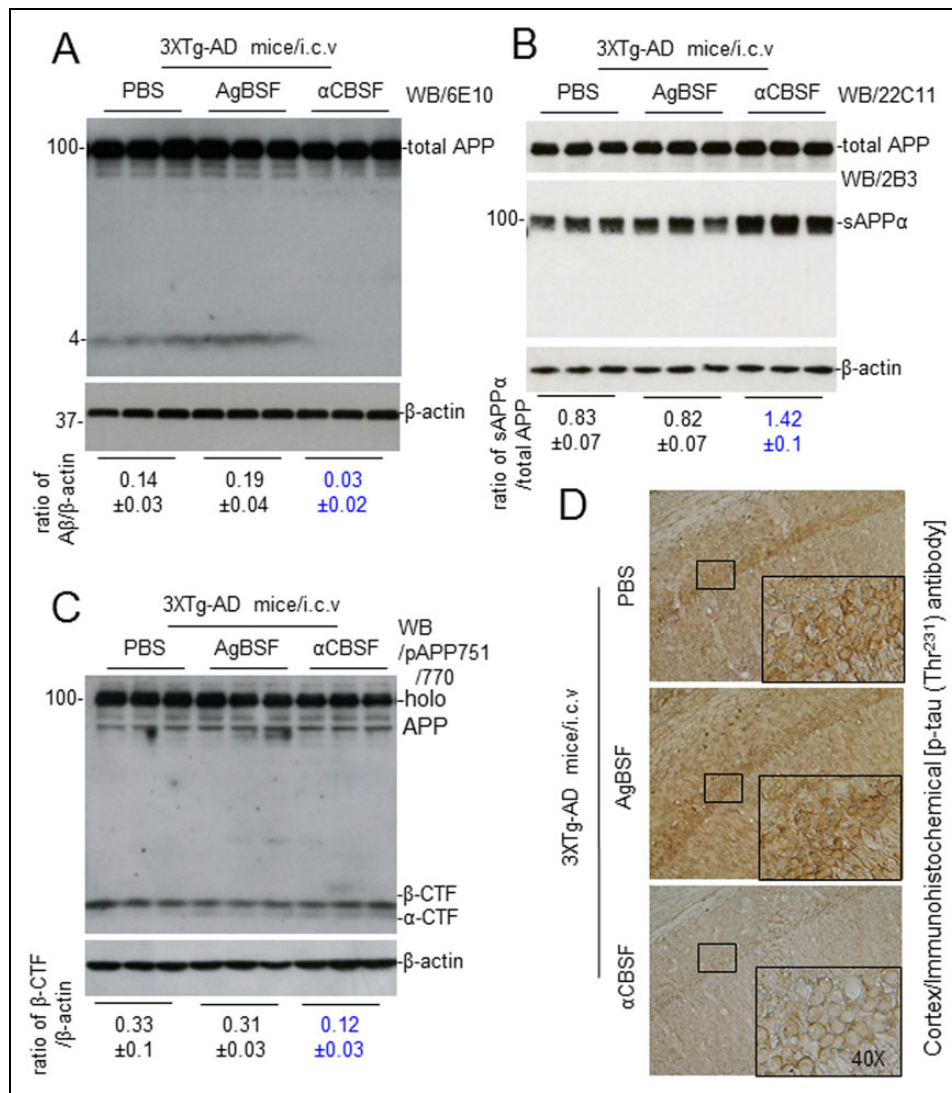 A
3XTg-AD mice/i.c.v
PBS AgBSF αCBSF WB/6E10
100- -total APP
4-
37- -β-actin
ratio of
Aβ/β-actin
0.14 0.19 0.03
±0.03 ±0.04 ±0.02
B
3XTg-AD mice/i.c.v
PBS AgBSF αCBSF WB/22C11
-total APP
WB/2B3
100- -sAPPα
-β-actin
ratio of sAPPα
/total APP
0.83 0.82 1.42
±0.07 ±0.07 ±0.1
C
3XTg-AD mice/i.c.v
PBS AgBSF αCBSF
WB
/pAPP751
/770
100- -holo
APP
-β-CTF
-α-CTF
-β-actin
ratio of β-CTF
/β-actin
0.33 0.31 0.12
±0.1 ±0.03 ±0.03
D
3XTg-AD mice/i.c.v
PBS
AgBSF
αCBSF
40X
Cortex/Immunohistochemical [p-tau (Thr²³¹) antibody]